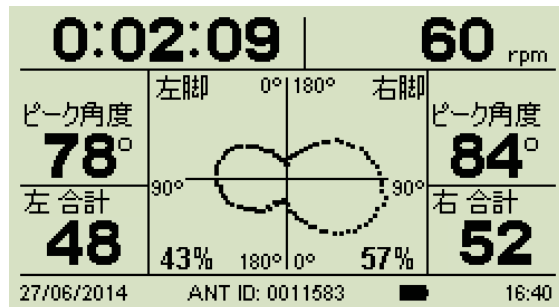 0:02:09 60 rpm
左脚 0° 180° 右脚
ピーク角度 ピーク角度
78° 84°
90° 90°
左 合計 右 合計
48 52
43% 180° 0° 57%
27/06/2014 ANT ID: 0011583 16:40